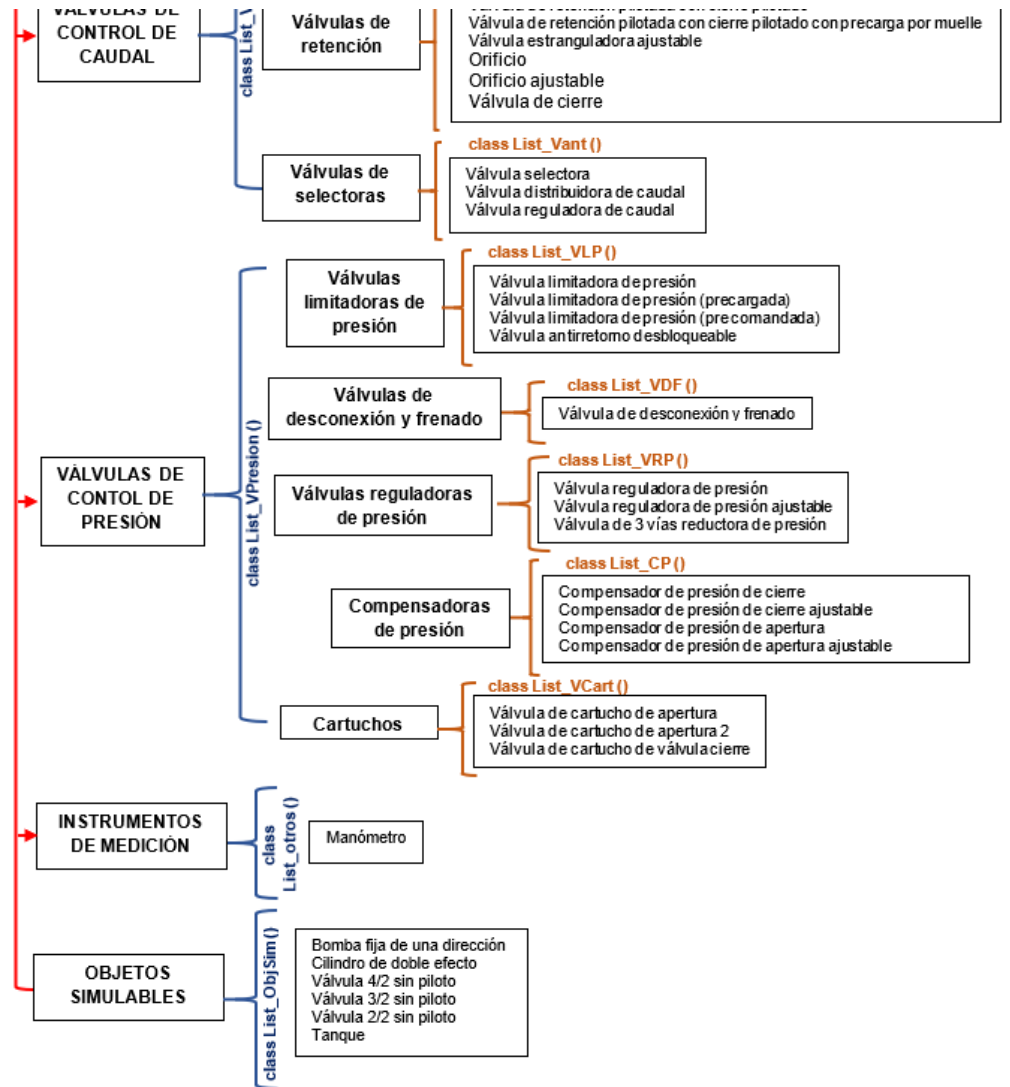 VÁLVULAS DE
CONTROL DE
CAUDAL
class List_V
Válvulas de
retención
Válvula de retención pilotada con cierre pilotado
Válvula de retención pilotada con cierre pilotado con precarga por muelle
Válvula estranguladora ajustable
Orificio
Orificio ajustable
Válvula de cierre
Válvulas de
selectoras
class List_Vant ()
Válvula selectora
Válvula distribuidora de caudal
Válvula reguladora de caudal
VÁLVULAS DE
CONTOL DE
PRESIÓN
class List_VPresion ()
Válvulas
limitadoras de
presión
class List_VLP ()
Válvula limitadora de presión
Válvula limitadora de presión (precargada)
Válvula limitadora de presión (precomandada)
Válvula antirretorno desbloqueable
Válvulas de
desconexión y frenado
class List_VDF ()
Válvula de desconexión y frenado
Válvulas reguladoras
de presión
class List_VRP ()
Válvula reguladora de presión
Válvula reguladora de presión ajustable
Válvula de 3 vías reductora de presión
Compensadoras
de presión
class List_CP ()
Compensador de presión de cierre
Compensador de presión de cierre ajustable
Compensador de presión de apertura
Compensador de presión de apertura ajustable
Cartuchos
class List_VCart ()
Válvula de cartucho de apertura
Válvula de cartucho de apertura 2
Válvula de cartucho de válvula cierre
INSTRUMENTOS
DE MEDICIÓN
class
List_otros ()
Manómetro
OBJETOS
SIMULABLES
class List_ObjSim ()
Bomba fija de una dirección
Cilindro de doble efecto
Válvula 4/2 sin piloto
Válvula 3/2 sin piloto
Válvula 2/2 sin piloto
Tanque